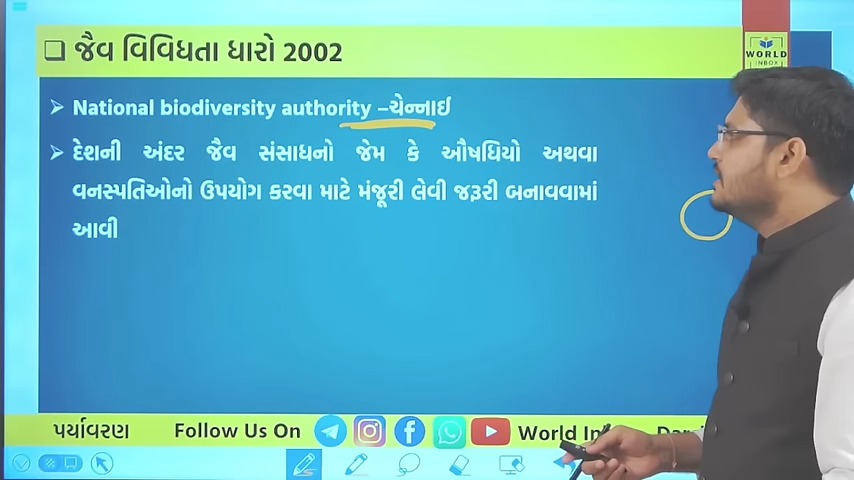 ❑ જૈવ વિવિધતા ધારો 2002
WORLD
INBOX
➢ National biodiversity authority –ચેન્નાઈ
➢ દેશની અંદર જૈવ સંસાધનો જેમ કે ઔષધિયો અથવા
વનસ્પતિઓનો ઉપયોગ કરવા માટે મંજૂરી લેવી જરૂરી બનાવવામાં
આવી
પર્યાવરણ Follow Us On World